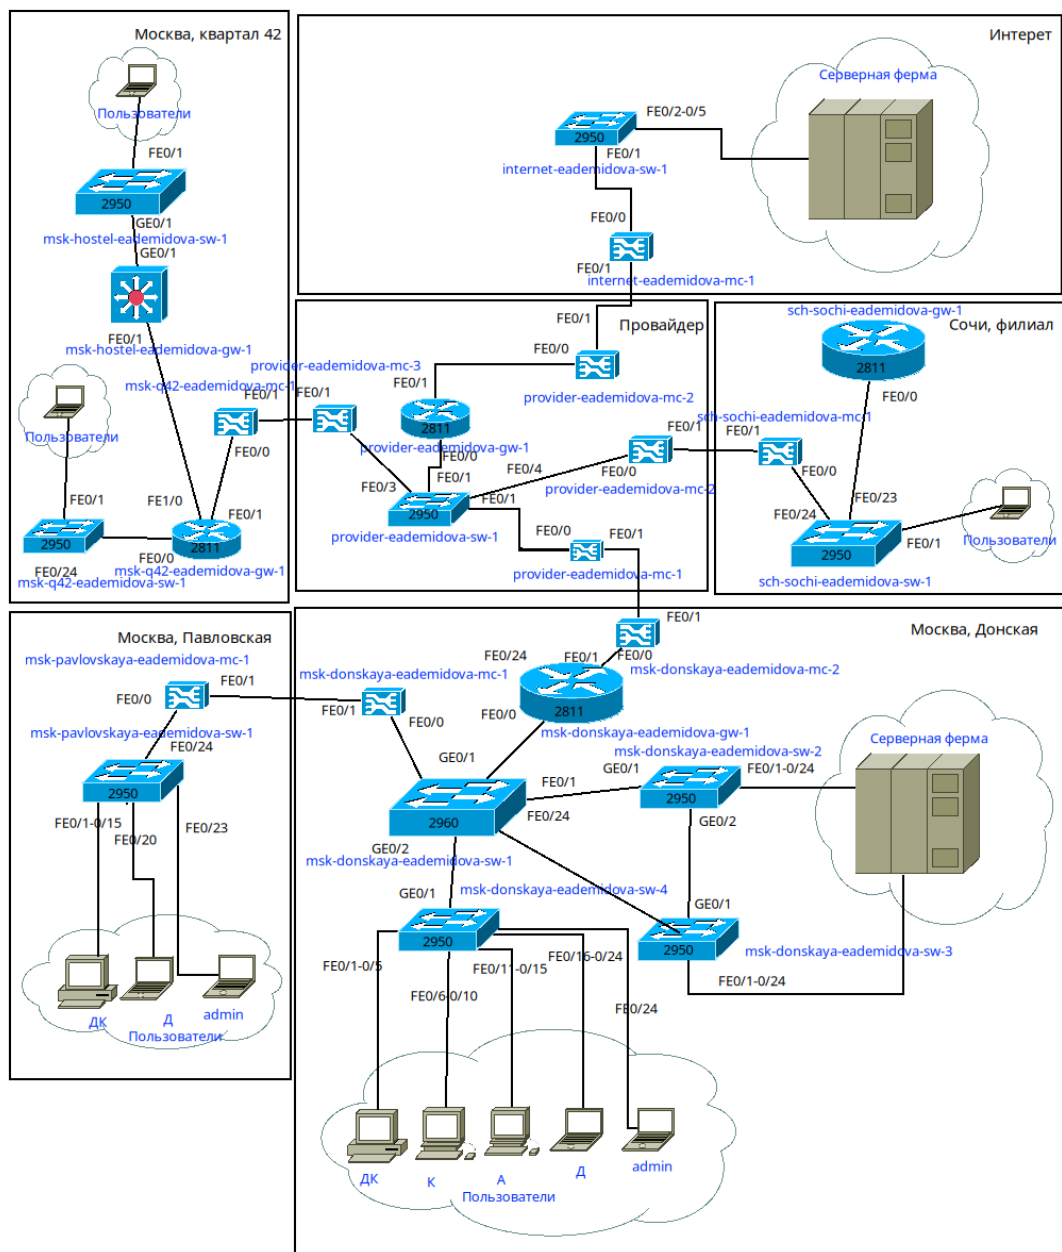 Москва, квартал 42
Пользователи
FE0/1
2950
GE0/1
msk-hostel-eademidova-sw-1
GE0/1
FE0/1
msk-hostel-eademidova-gw-1
msk-q42-eademidova-mc-1
FE0/1
FE0/0
Пользователи
FE0/1
FE1/0
FE0/1
2950
2811
FE0/0
FE0/24
msk-q42-eademidova-gw-1
msk-q42-eademidova-sw-1
Интерет
Серверная ферма
FE0/2-0/5
2950
FE0/1
internet-eademidova-sw-1
FE0/0
FE0/1
internet-eademidova-mc-1
Провайдер
FE0/1
FE0/0
provider-eademidova-mc-3
FE0/1
FE0/1
provider-eademidova-mc-2
2811
provider-eademidova-gw-1
FE0/0
FE0/1
FE0/4
FE0/1
FE0/0
FE0/3
FE0/1
provider-eademidova-mc-2
2950
provider-eademidova-sw-1
FE0/0
FE0/1
provider-eademidova-mc-1
sch-sochi-eademidova-gw-1
Сочи, филиал
2811
FE0/0
sch-sochi-eademidova-mc-1
FE0/1
FE0/0
FE0/23
FE0/24
2950
FE0/1
Пользователи
sch-sochi-eademidova-sw-1
Москва, Павловская
msk-pavlovskaya-eademidova-mc-1
FE0/1
FE0/0
msk-pavlovskaya-eademidova-sw-1
FE0/24
2950
FE0/1-0/15
FE0/20
FE0/23
ДК
Д
admin
Пользователи
Москва, Донская
FE0/1
FE0/24
FE0/1
FE0/0
msk-donskaya-eademidova-mc-2
msk-donskaya-eademidova-mc-1
FE0/1
FE0/0
FE0/0
2811
msk-donskaya-eademidova-gw-1
msk-donskaya-eademidova-sw-2
Серверная ферма
GE0/1
FE0/1
GE0/1
FE0/1-0/24
2950
2960
FE0/24
GE0/2
GE0/2
msk-donskaya-eademidova-sw-1
GE0/1
msk-donskaya-eademidova-sw-4
GE0/1
2950
2950
msk-donskaya-eademidova-sw-3
FE0/1-0/5
FE0/11-0/15
FE0/16-0/24
FE0/1-0/24
FE0/6-0/10
FE0/24
ДК
К
А
Д
admin
Пользователи